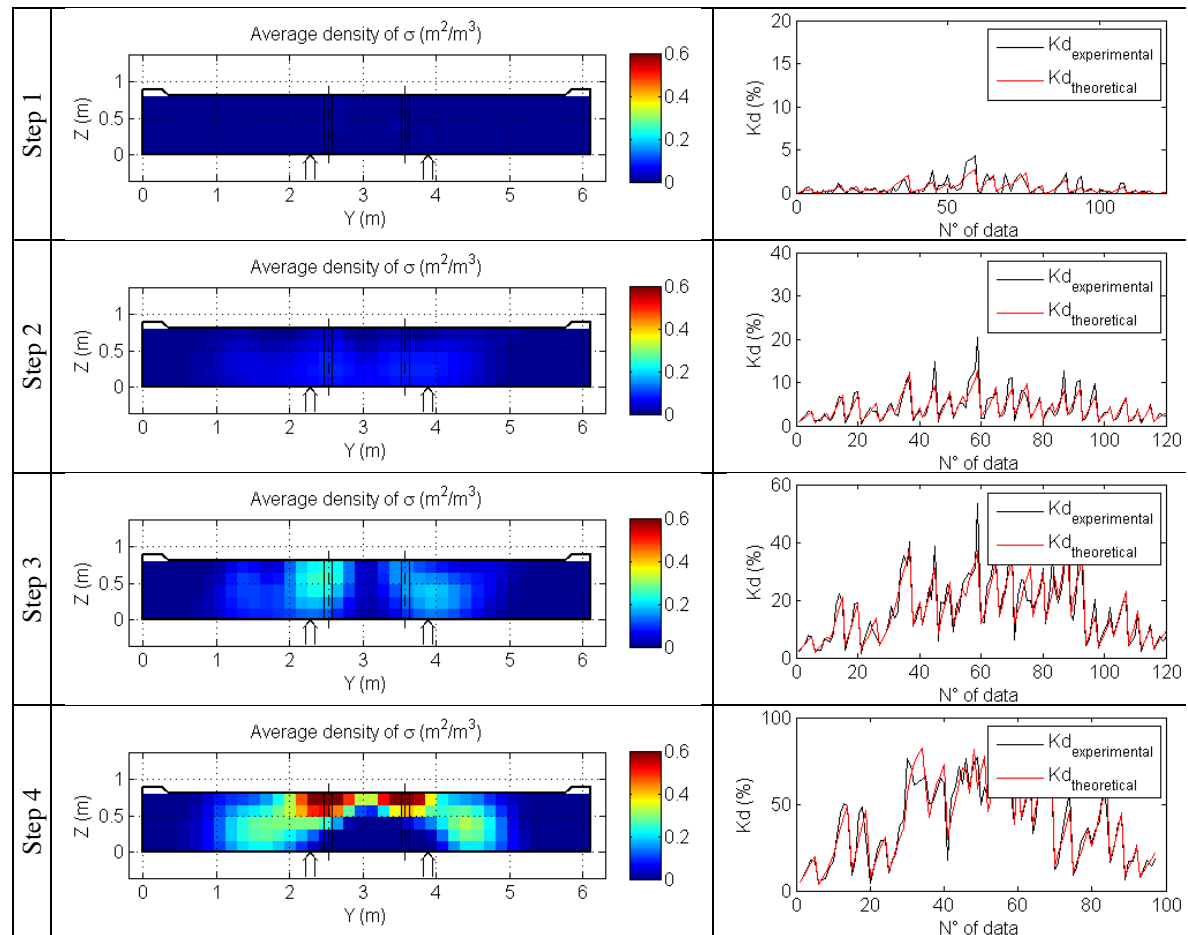 Step 1
Average density of σ (m²/m³)
Z (m)
1
0.5
0
0 1 2 3 4 5 6
Y (m)
0.6
0.4
0.2
0
Kd (%)
20
15
10
5
0
0 50 100
N° of data
Kd_experimental
Kd_theoretical
Step 2
Average density of σ (m²/m³)
Z (m)
1
0.5
0
0 1 2 3 4 5 6
Y (m)
0.6
0.4
0.2
0
Kd (%)
40
30
20
10
0
0 20 40 60 80 100 120
N° of data
Kd_experimental
Kd_theoretical
Step 3
Average density of σ (m²/m³)
Z (m)
1
0.5
0
0 1 2 3 4 5 6
Y (m)
0.6
0.4
0.2
0
Kd (%)
60
40
20
0
0 20 40 60 80 100 120
N° of data
Kd_experimental
Kd_theoretical
Step 4
Average density of σ (m²/m³)
Z (m)
1
0.5
0
0 1 2 3 4 5 6
Y (m)
0.6
0.4
0.2
0
Kd (%)
100
50
0
0 20 40 60 80 100
N° of data
Kd_experimental
Kd_theoretical